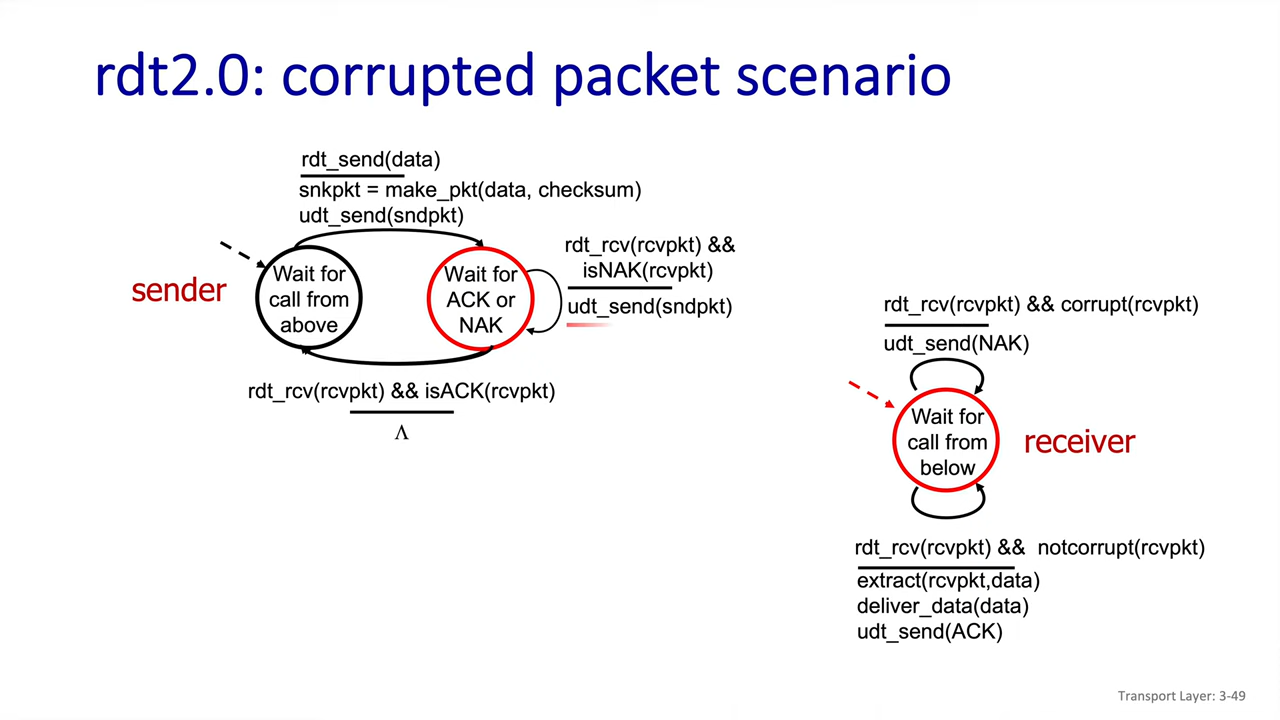 rdt2.0: corrupted packet scenario
rdt_send(data)
snkpkt = make_pkt(data, checksum)
udt_send(sndpkt)
sender
Wait for
call from
above
Wait for
ACK or
NAK
rdt_rcv(rcvpkt) &&
isNAK(rcvpkt)
udt_send(sndpkt)
rdt_rcv(rcvpkt) && isACK(rcvpkt)
Λ
rdt_rcv(rcvpkt) && corrupt(rcvpkt)
udt_send(NAK)
Wait for
call from
below
receiver
rdt_rcv(rcvpkt) && notcorrupt(rcvpkt)
extract(rcvpkt,data)
deliver_data(data)
udt_send(ACK)
Transport Layer: 3-49